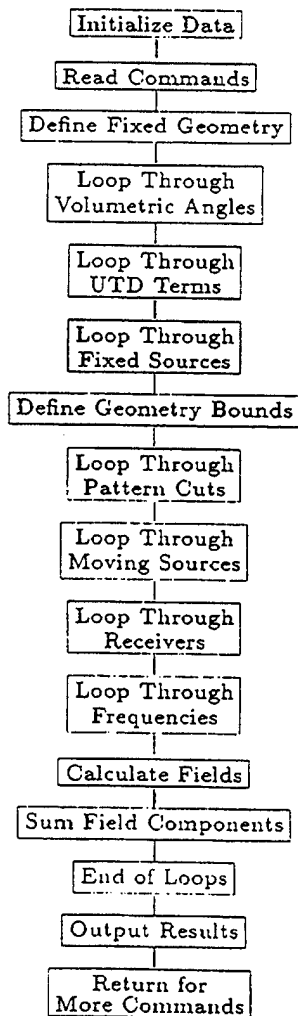 Initialize Data
Read Commands
Define Fixed Geometry
Loop Through
Volumetric Angles
Loop Through
UTD Terms
Loop Through
Fixed Sources
Define Geometry Bounds
Loop Through
Pattern Cuts
Loop Through
Moving Sources
Loop Through
Receivers
Loop Through
Frequencies
Calculate Fields
Sum Field Components
End of Loops
Output Results
Return for
More Commands